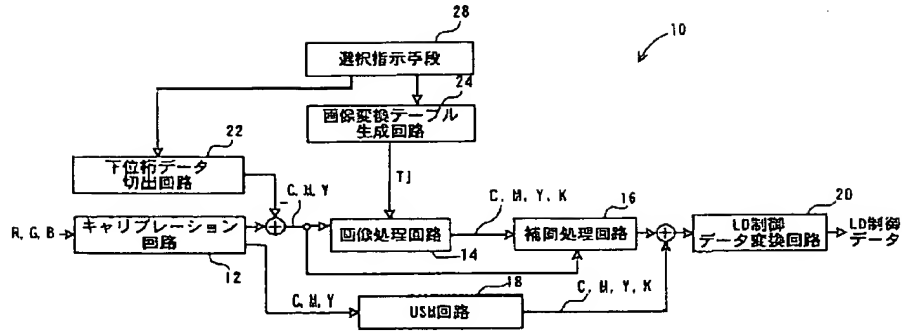 28
10
選択指示手段
24
画像変換テーブル
生成回路
22
下位桁データ
切出回路
Tj
C, M, Y
C, M, Y, K
16
20
R, G, B
キャリブレーション
回路
画像処理回路
補間処理回路
LD制御
データ変換回路
LD制御
データ
12
14
C, M, Y
18
USM回路
C, M, Y, K